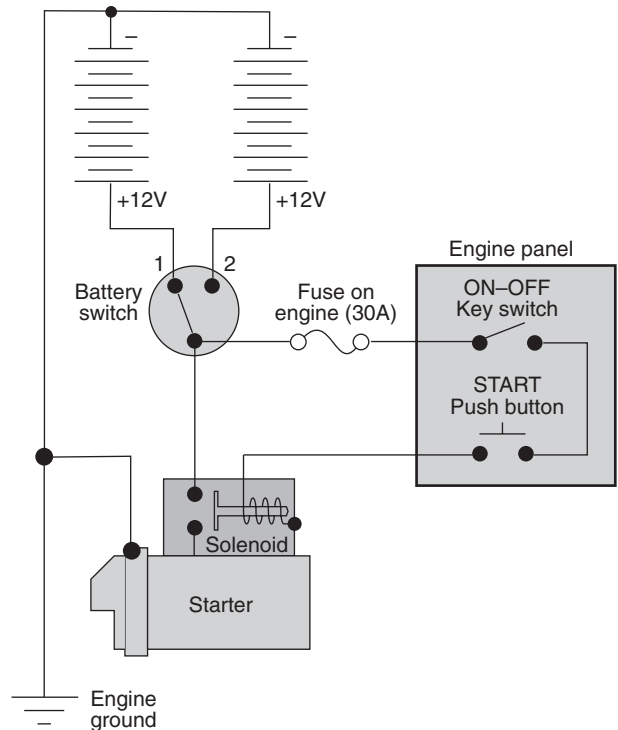 –
–
+12V
+12V
1
2
Battery
switch
Fuse on
engine (30A)
Engine panel
ON–OFF
Key switch
START
Push button
Solenoid
Starter
Engine
ground